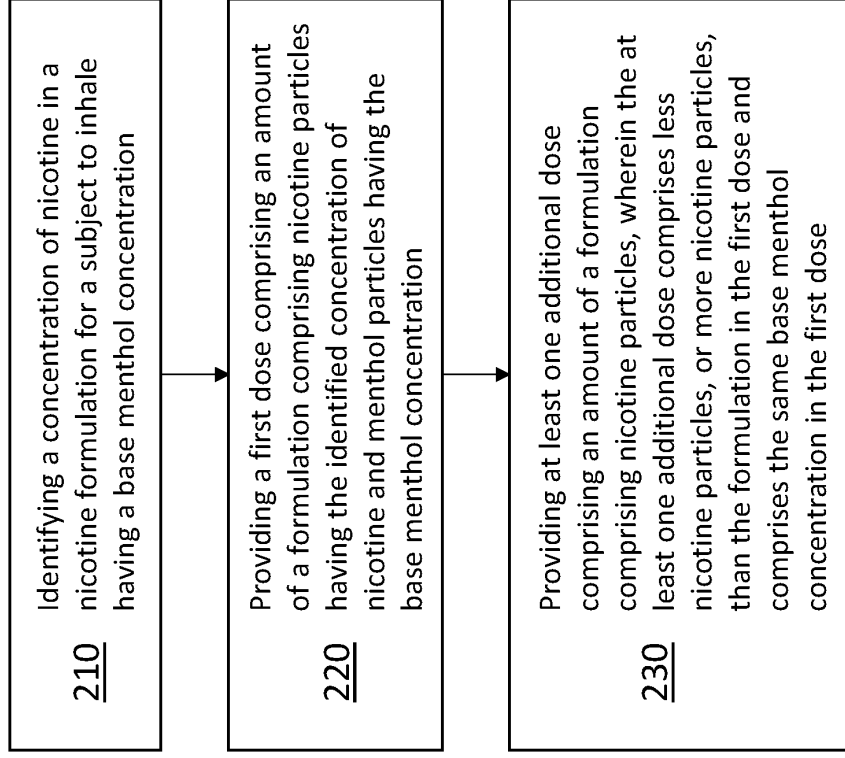 210
Identifying a concentration of nicotine in a
nicotine formulation for a subject to inhale
having a base menthol concentration
220
Providing a first dose comprising an amount
of a formulation comprising nicotine particles
having the identified concentration of
nicotine and menthol particles having the
base menthol concentration
230
Providing at least one additional dose
comprising an amount of a formulation
comprising nicotine particles, wherein the at
least one additional dose comprises less
nicotine particles, or more nicotine particles,
than the formulation in the first dose and
comprises the same base menthol
concentration in the first dose